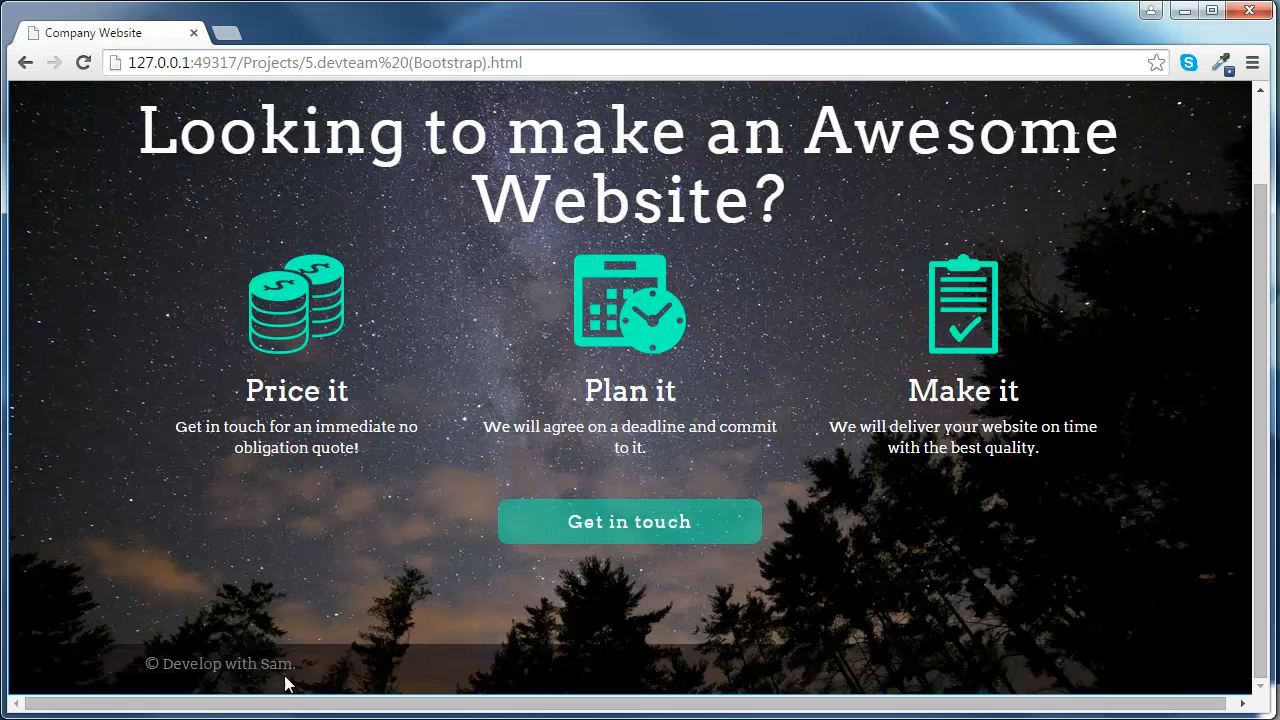 Company Website
127.0.0.1:49317/Projects/5.devteam%20(Bootstrap).html
Looking to make an Awesome
Website?
Price it
Get in touch for an immediate no
obligation quote!
Plan it
We will agree on a deadline and commit
to it.
Make it
We will deliver your website on time
with the best quality.
Get in touch
© Develop with Sam.